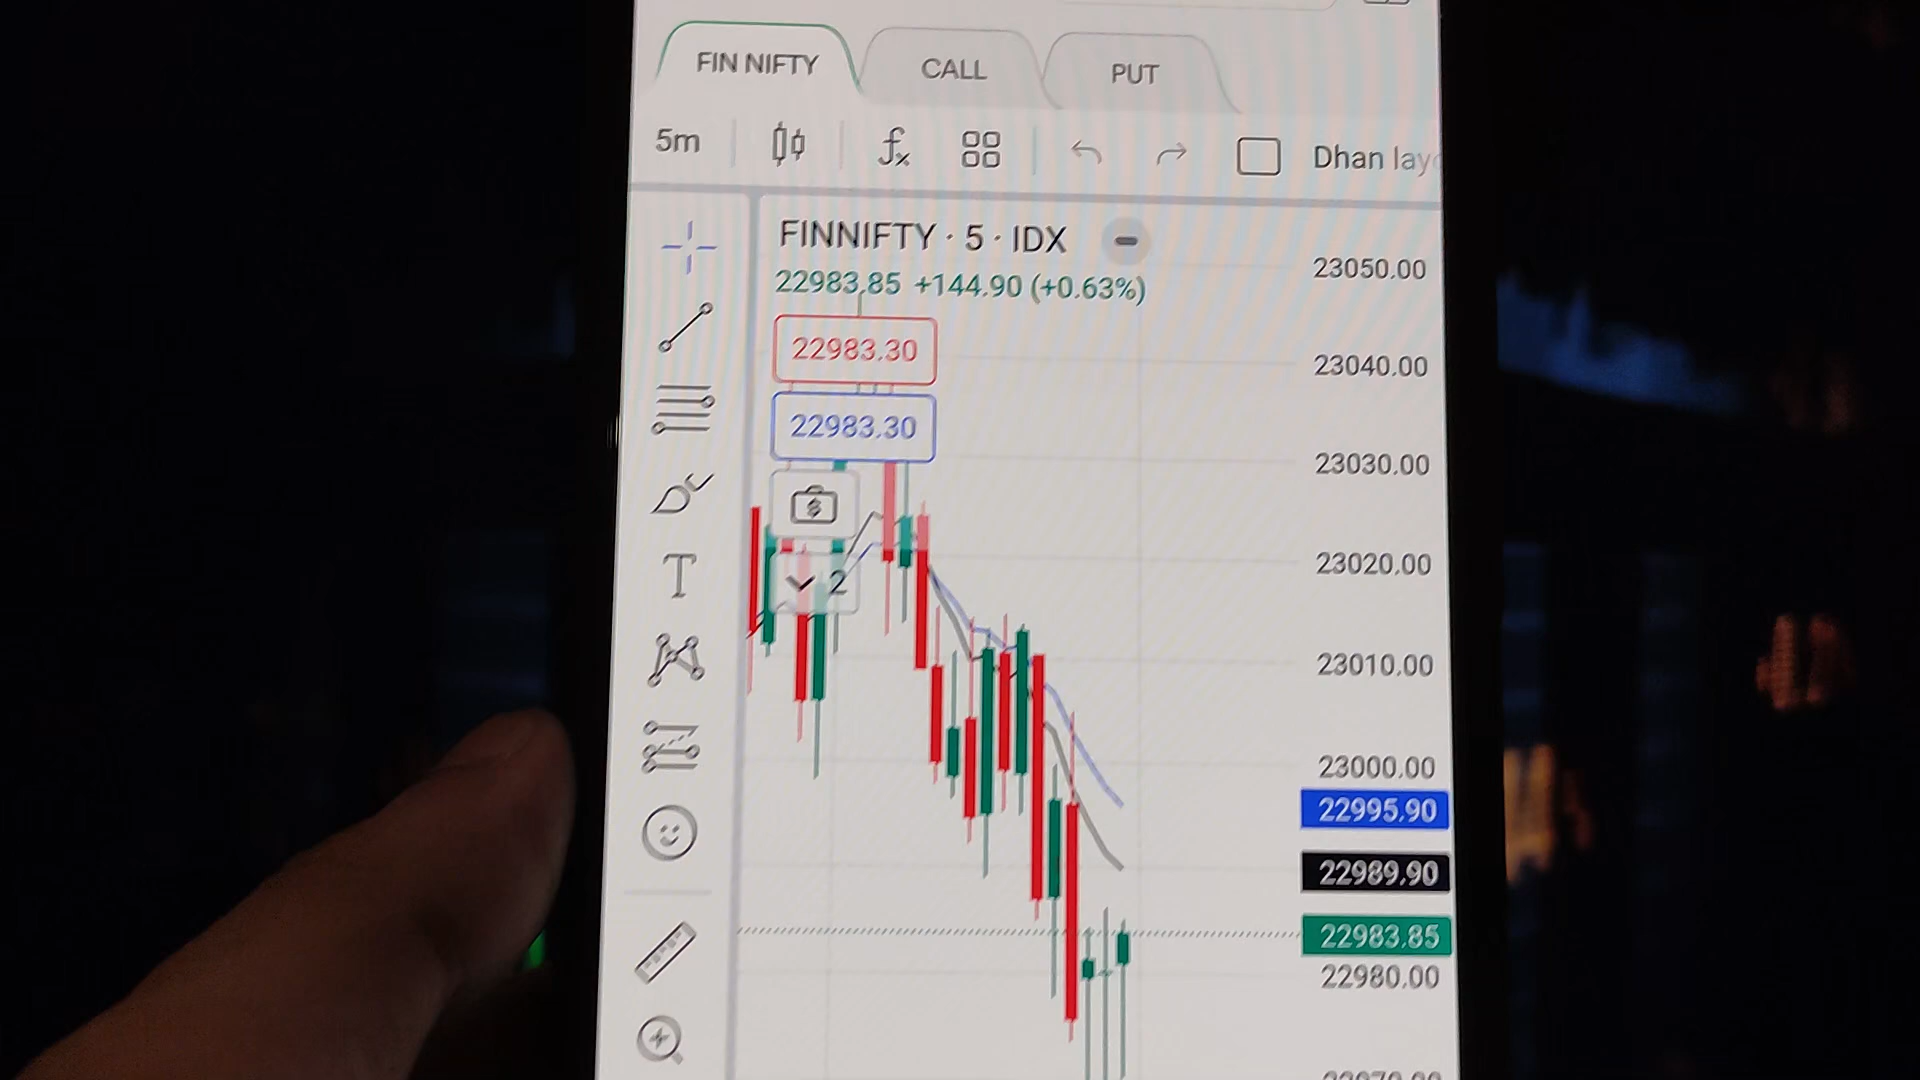 FIN NIFTY
CALL
PUT
5m
Dhan lay
FINNIFTY · 5 · IDX
22983.85 +144.90 (+0.63%)
22983.30
22983.30
2
T
23050.00
23040.00
23030.00
23020.00
23010.00
23000.00
22995.90
22989.90
22983.85
22980.00